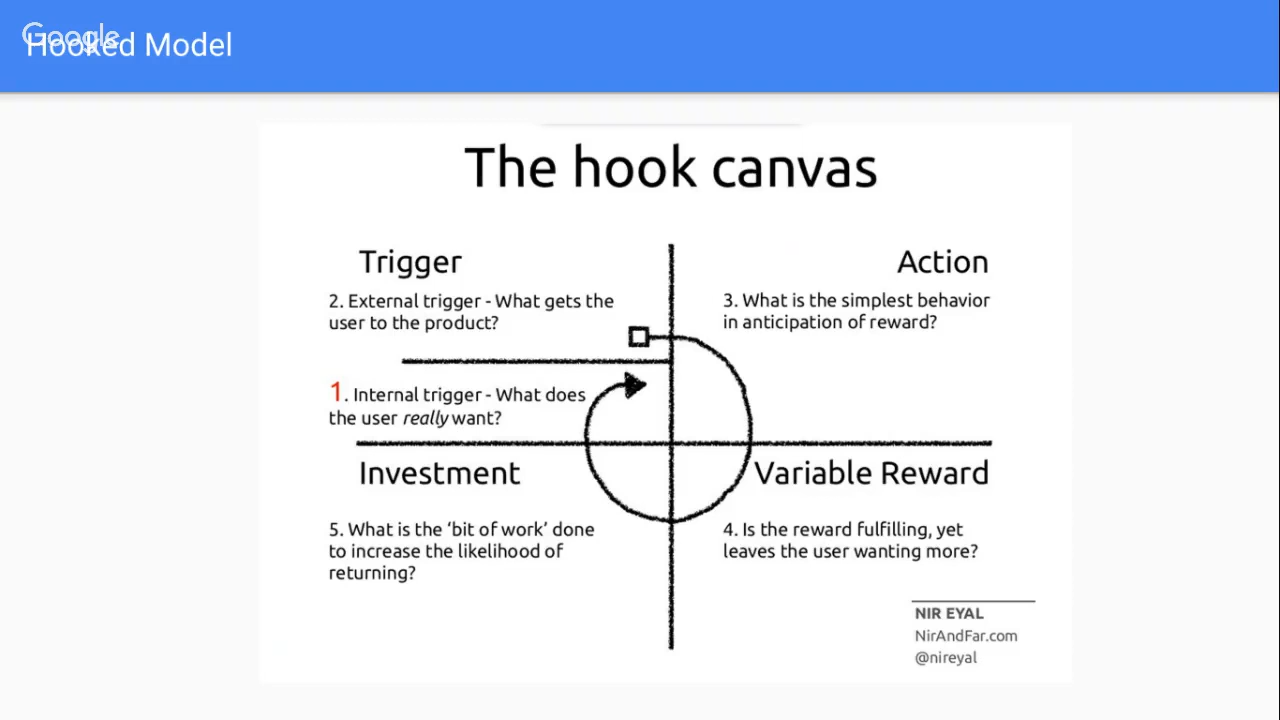 Google
Hooked Model
The hook canvas
Trigger
2. External trigger - What gets the
user to the product?
1. Internal trigger - What does
the user really want?
Action
3. What is the simplest behavior
in anticipation of reward?
Investment
5. What is the ‘bit of work’ done
to increase the likelihood of
returning?
Variable Reward
4. Is the reward fulfilling, yet
leaves the user wanting more?
NIR EYAL
NirAndFar.com
@nireyal